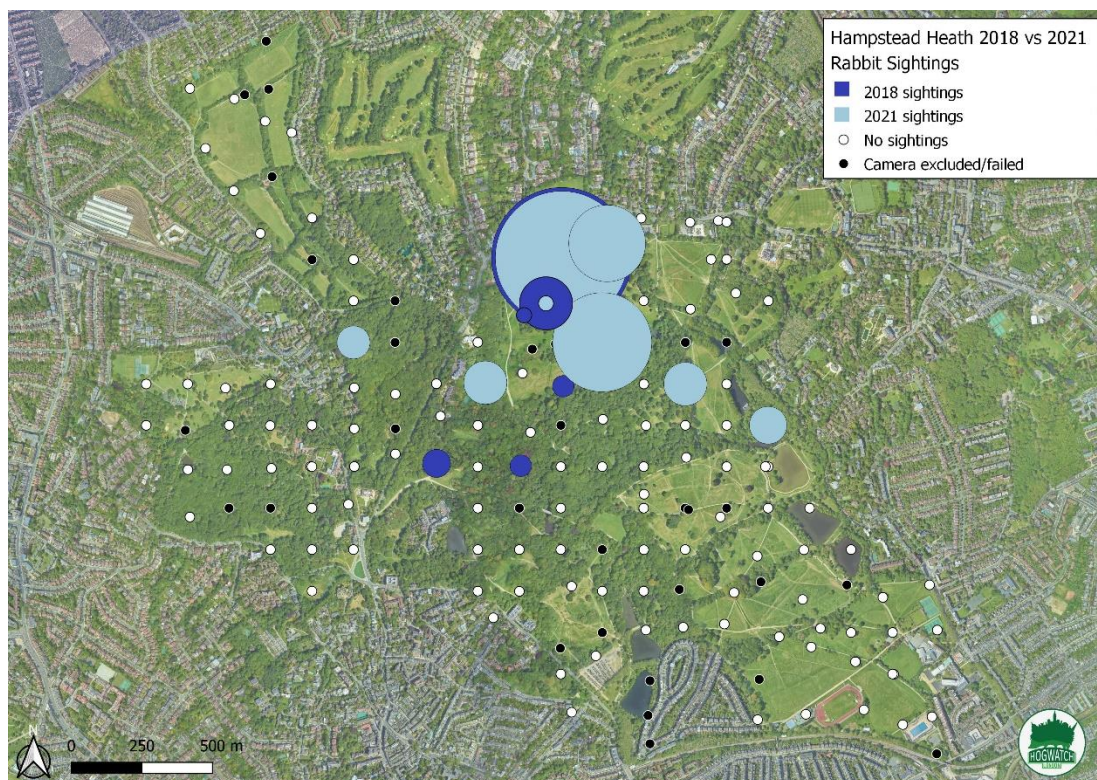 Hampstead Heath 2018 vs 2021
Rabbit Sightings
2018 sightings
2021 sightings
No sightings
Camera excluded/failed
0 250 500 m
HOGWATCH
LONDON